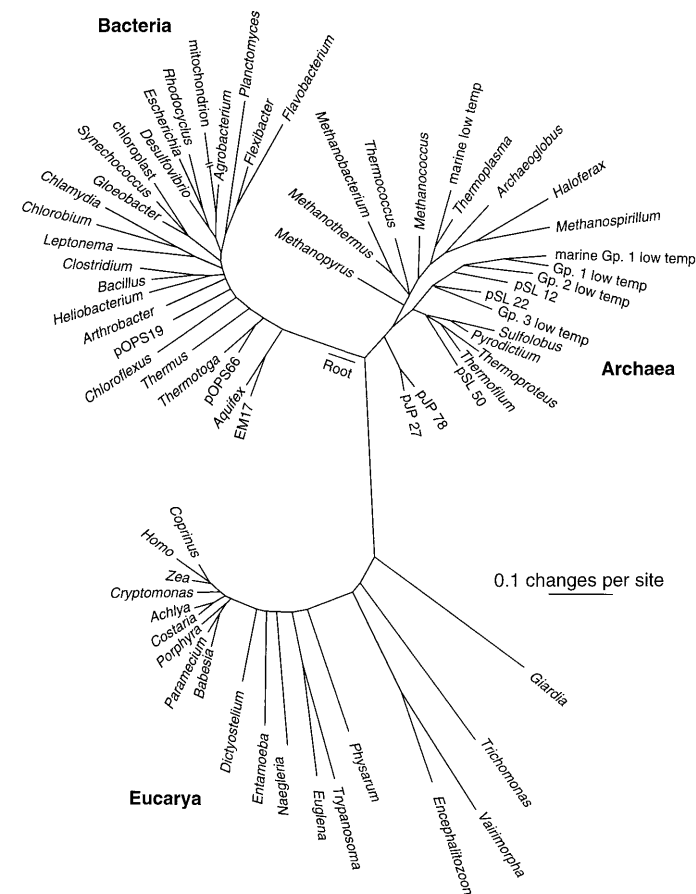 Bacteria
Planctomyces
mitochondrion
Rhodocyclus
Escherichia
Desulfovibrio
Agrobacterium
Flexibacter
Flavobacterium
chloroplast
Synechococcus
Gloeobacter
Chlamydia
Chlorobium
Leptonema
Clostridium
Bacillus
Heliobacterium
Arthrobacter
pOPS19
Chloroflexus
Thermus
Thermotoga
pOPS66
Aquifex
EM17
Root
Methanobacterium
Thermococcus
Methanococcus
marine low temp
Thermoplasma
Archaeoglobus
Haloferax
Methanothermus
Methanopyrus
Methanospirillum
marine Gp. 1 low temp
Gp. 1 low temp
Gp. 2 low temp
pSL 12
pSL 22
Gp. 3 low temp
Sulfolobus
Pyrodictium
Thermoproteus
Thermofilum
pSL 50
pJP 78
pJP 27
Archaea
Coprinus
Homo
Zea
Cryptomonas
Achlya
Costaria
Porphyra
Paramecium
Babesia
Dictyostelium
Entamoeba
Naegleria
Euglena
Trypanosoma
Physarum
Encephalitozoon
Vairimorpha
Trichomonas
Giardia
0.1 changes per site
Eucarya